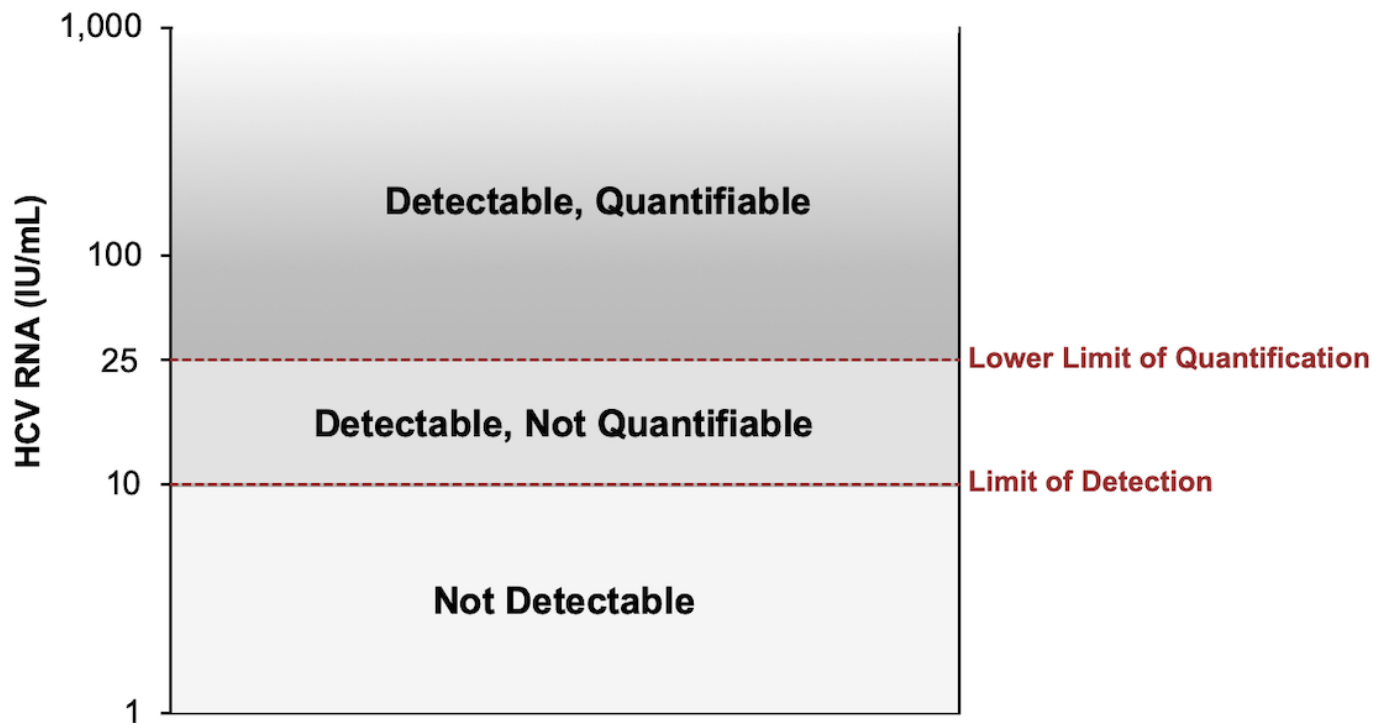 1,000
Detectable, Quantifiable
100
HCV RNA (IU/mL)
25
Lower Limit of Quantification
Detectable, Not Quantifiable
10
Limit of Detection
Not Detectable
1